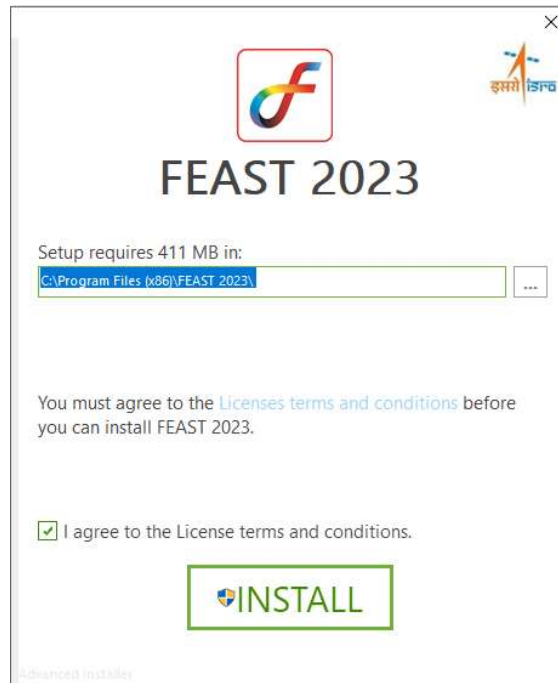 इसरो isro
FEAST 2023
Setup requires 411 MB in:
C:\Program Files (x86)\FEAST 2023\
...
You must agree to the Licenses terms and conditions before
you can install FEAST 2023.
I agree to the License terms and conditions.
INSTALL
Advanced Installer